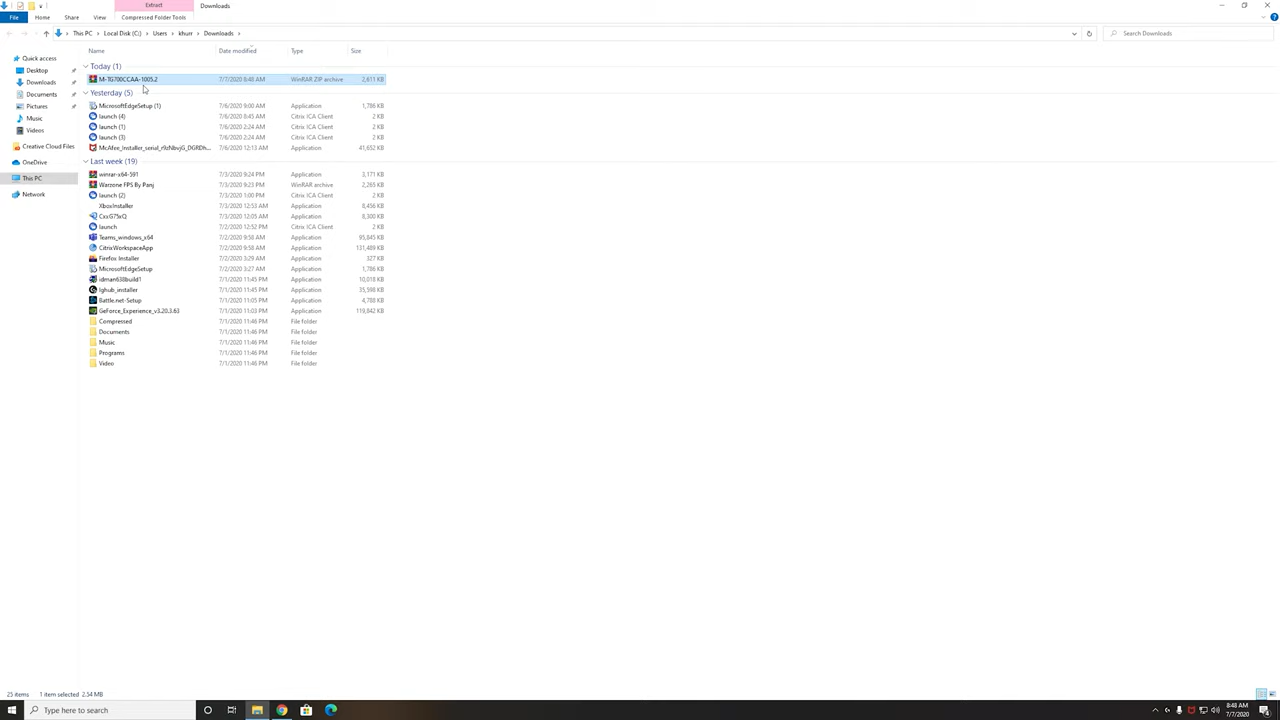 Extract Downloads
File Home Share View Compressed Folder Tools
This PC Local Disk (C:) Users khurr Downloads Search Downloads
Name Date modified Type Size
Quick access
Desktop
Downloads
Documents
Pictures
Music
Videos
Creative Cloud Files
OneDrive
This PC
Network
Today (1)
M-TG700CCAA-1005.2 7/7/2020 8:48 AM WinRAR ZIP archive 2,611 KB
Yesterday (5)
MicrosoftEdgeSetup (1) 7/6/2020 9:00 AM Application 1,786 KB
launch (4) 7/6/2020 8:45 AM Citrix ICA Client 2 KB
launch (1) 7/6/2020 2:24 AM Citrix ICA Client 2 KB
launch (3) 7/6/2020 2:24 AM Citrix ICA Client 2 KB
7/6/2020 12:13 AM Application 41,652 KB
Last week (19)
winrar-x64-591 7/3/2020 9:24 PM Application 3,171 KB
Warzone FPS By Panj 7/3/2020 9:23 PM WinRAR archive 2,265 KB
launch (2) 7/3/2020 1:00 PM Citrix ICA Client 2 KB
XboxInstaller 7/3/2020 12:53 AM Application 8,456 KB
7/3/2020 12:05 AM Application 8,300 KB
launch 7/2/2020 12:52 PM Citrix ICA Client 2 KB
Teams_windows_x64 7/2/2020 9:58 AM Application 95,845 KB
CitrixWorkspaceApp 7/2/2020 9:58 AM Application 131,489 KB
Firefox Installer 7/2/2020 3:29 AM Application 327 KB
MicrosoftEdgeSetup 7/2/2020 3:27 AM Application 1,786 KB
idman638build1 7/1/2020 11:45 PM Application 10,018 KB
lghub_installer 7/1/2020 11:45 PM Application 35,598 KB
Battle.net-Setup 7/1/2020 11:05 PM Application 4,788 KB
GeForce_Experience_v3.20.3.63 7/1/2020 11:03 PM Application 119,842 KB
Compressed 7/1/2020 11:46 PM File folder
Documents 7/1/2020 11:46 PM File folder
Music 7/1/2020 11:46 PM File folder
Programs 7/1/2020 11:46 PM File folder
Video 7/1/2020 11:46 PM File folder
25 items 1 item selected 2.54 MB
Type here to search
8:48 AM
7/7/2020